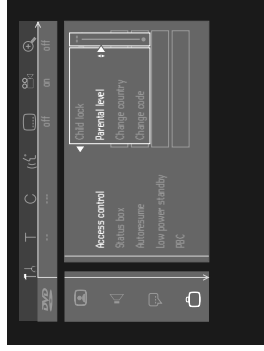 T C
DVD -- --- off on off
Access control
Status box
Autoresume
Low power standby
PBC
Child lock
Parental level
Change country
Change code